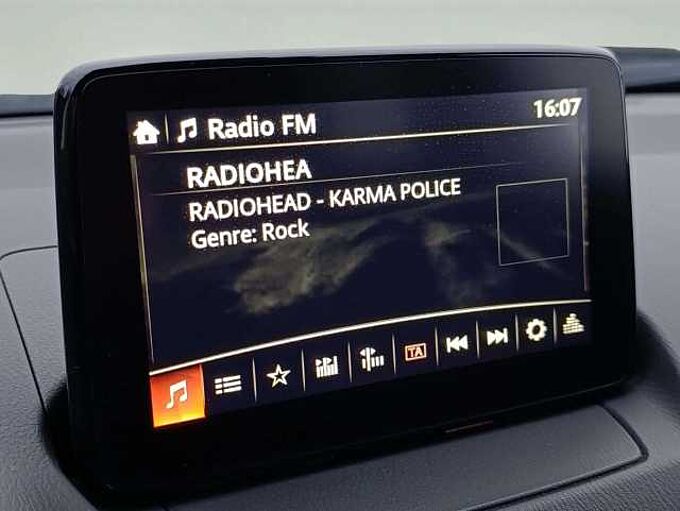 Radio FM
16:07
RADIOHEA
RADIOHEAD - KARMA POLICE
Genre: Rock
TA